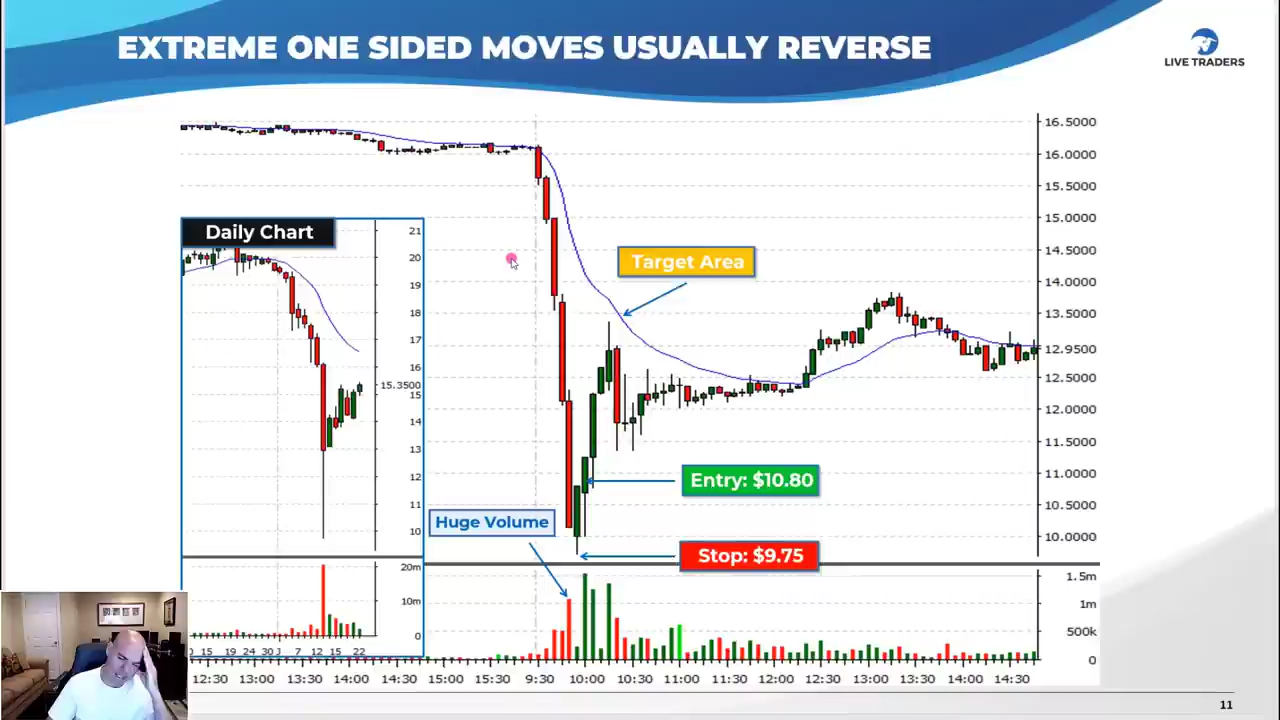 EXTREME ONE SIDED MOVES USUALLY REVERSE
LIVE TRADERS
16.5000
16.0000
15.5000
15.0000
14.5000
14.0000
13.5000
12.9500
12.5000
12.0000
11.5000
11.0000
10.5000
10.0000
Daily Chart
21
20
19
18
17
16
15.3500
15
14
13
12
11
10
20m
10m
0
15 19 24 30 J 7 12 15 22
Target Area
Entry: $10.80
Huge Volume
Stop: $9.75
1.5m
1m
500k
0
12:30 13:00 13:30 14:00 14:30 15:00 15:30 9:30 10:00 10:30 11:00 11:30 12:00 12:30 13:00 13:30 14:00 14:30
11